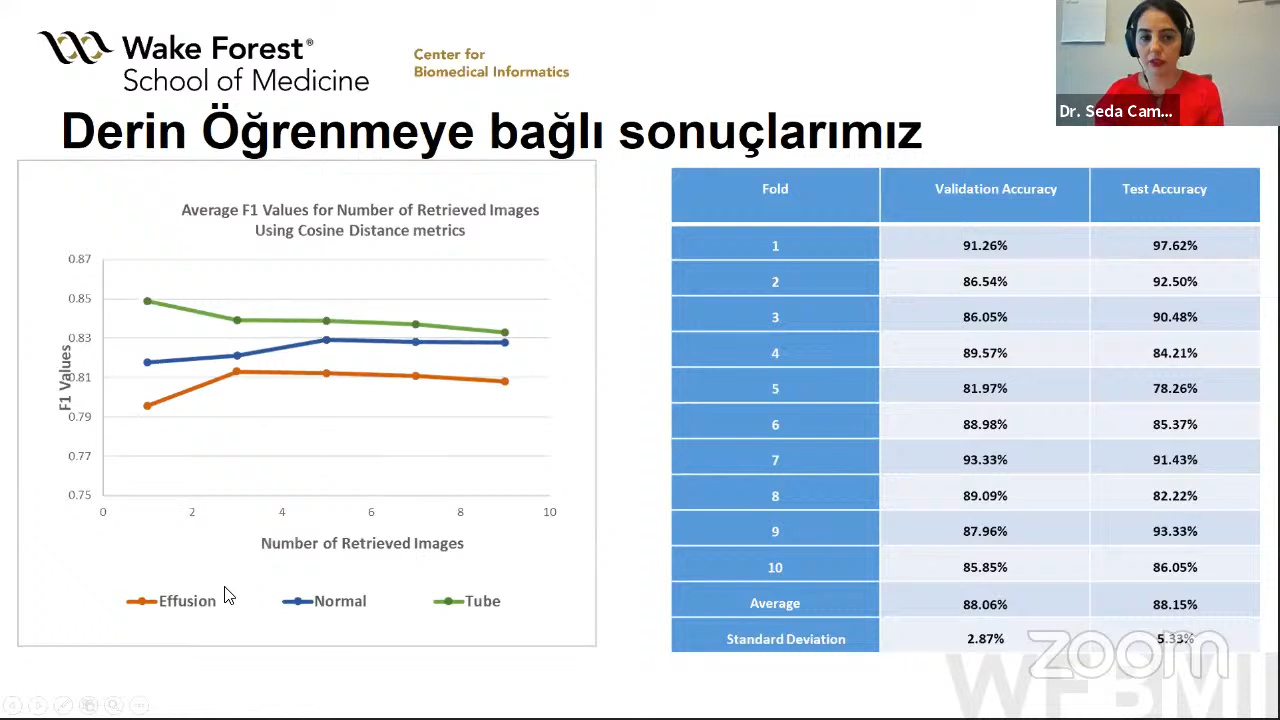 Wake Forest®
School of Medicine
Center for
Biomedical Informatics
Dr. Seda Cam...
Derin Öğrenmeye bağlı sonuçlarımız
Average F1 Values for Number of Retrieved Images
Using Cosine Distance metrics
F1 Values
0.87
0.85
0.83
0.81
0.79
0.77
0.75
0 2 4 6 8 10
Number of Retrieved Images
Effusion Normal Tube
Fold Validation Accuracy Test Accuracy
1 91.26% 97.62%
2 86.54% 92.50%
3 86.05% 90.48%
4 89.57% 84.21%
5 81.97% 78.26%
6 88.98% 85.37%
7 93.33% 91.43%
8 89.09% 82.22%
9 87.96% 93.33%
10 85.85% 86.05%
Average 88.06% 88.15%
Standard Deviation 2.87% 5.33%
zoom
WFBMI